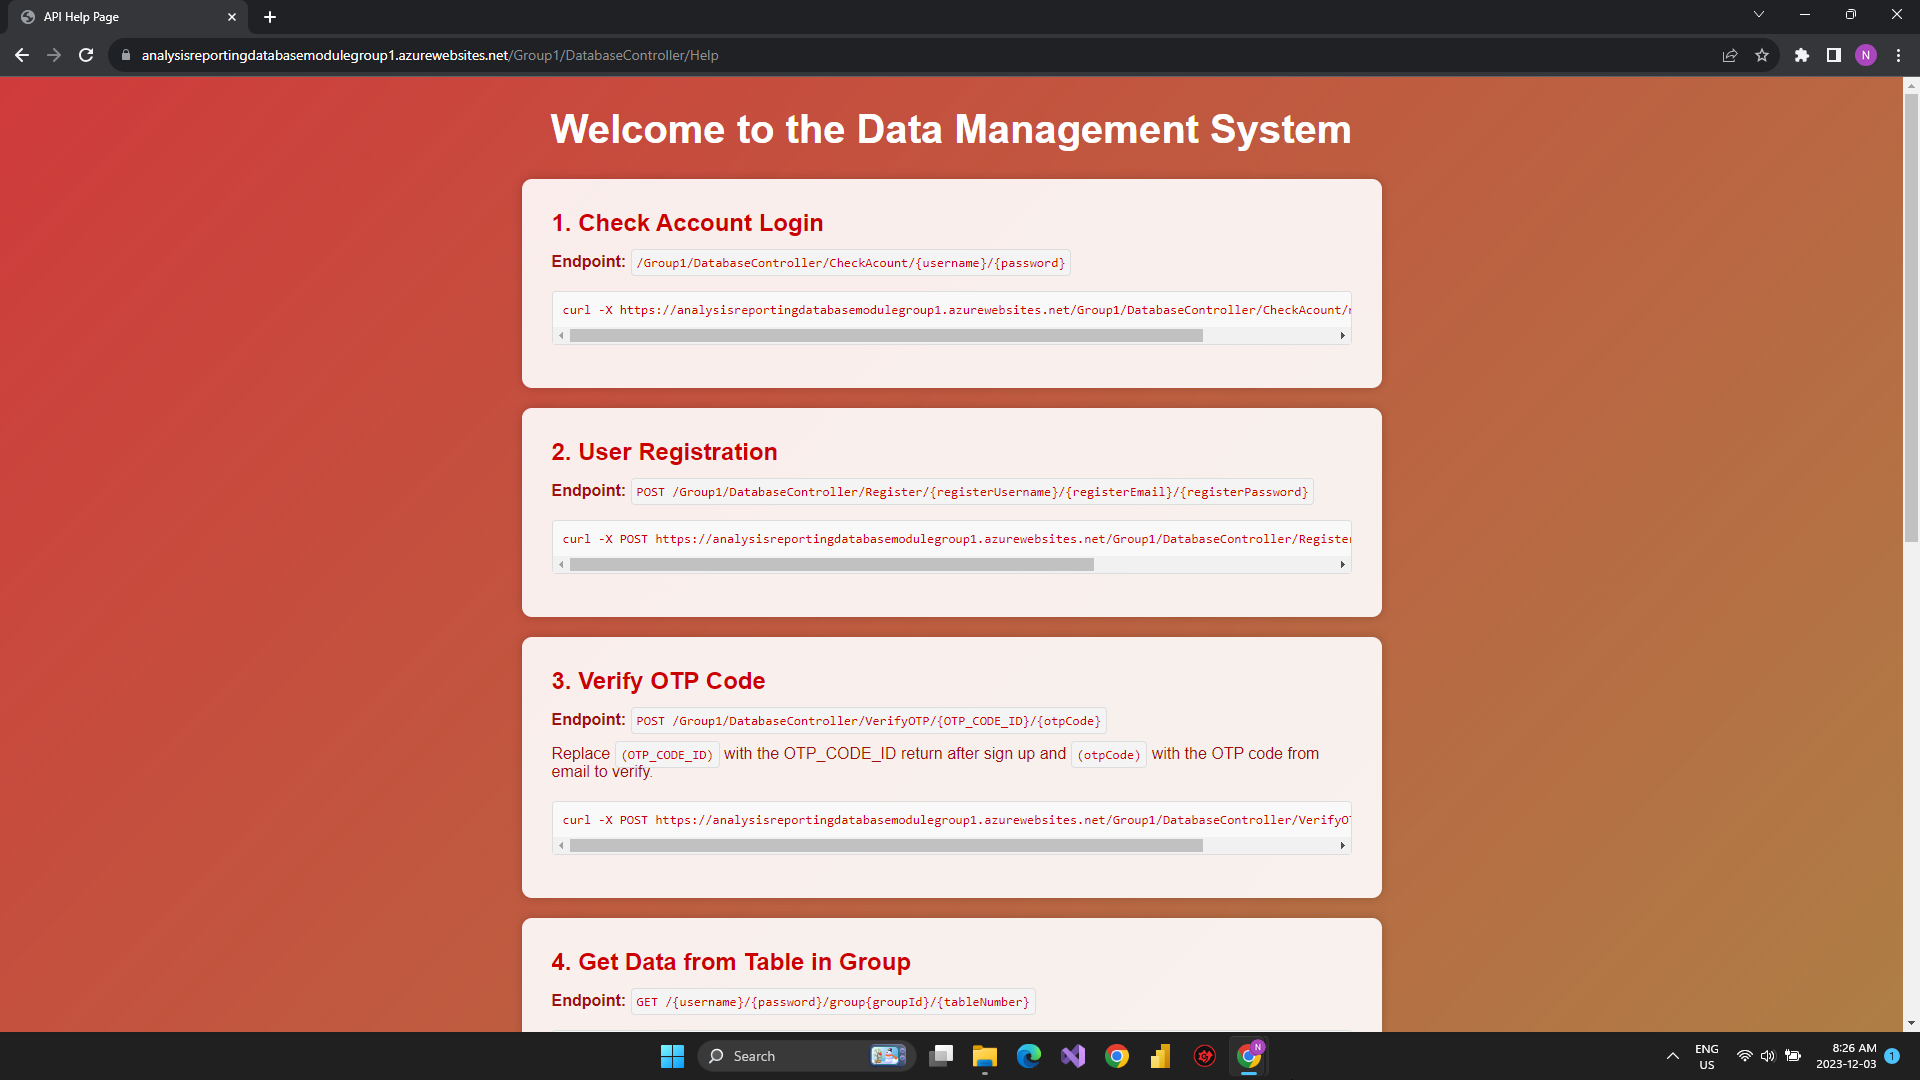 API Help Page
analysisreportingdatabasemodulegroup1.azurewebsites.net/Group1/DatabaseController/Help
N
Welcome to the Data Management System
1. Check Account Login
Endpoint: /Group1/DatabaseController/CheckAcount/{username}/{password}
curl -X https://analysisreportingdatabasemodulegroup1.azurewebsites.net/Group1/DatabaseController/CheckAcount/
2. User Registration
Endpoint: POST /Group1/DatabaseController/Register/{registerUsername}/{registerEmail}/{registerPassword}
curl -X POST https://analysisreportingdatabasemodulegroup1.azurewebsites.net/Group1/DatabaseController/Register
3. Verify OTP Code
Endpoint: POST /Group1/DatabaseController/VerifyOTP/{OTP_CODE_ID}/{otpCode}
Replace (OTP_CODE_ID) with the OTP_CODE_ID return after sign up and (otpCode) with the OTP code from
email to verify.
curl -X POST https://analysisreportingdatabasemodulegroup1.azurewebsites.net/Group1/DatabaseController/VerifyOT
4. Get Data from Table in Group
Endpoint: GET /{username}/{password}/group{groupId}/{tableNumber}
Search
N
ENG
US
8:26 AM
2023-12-03
1